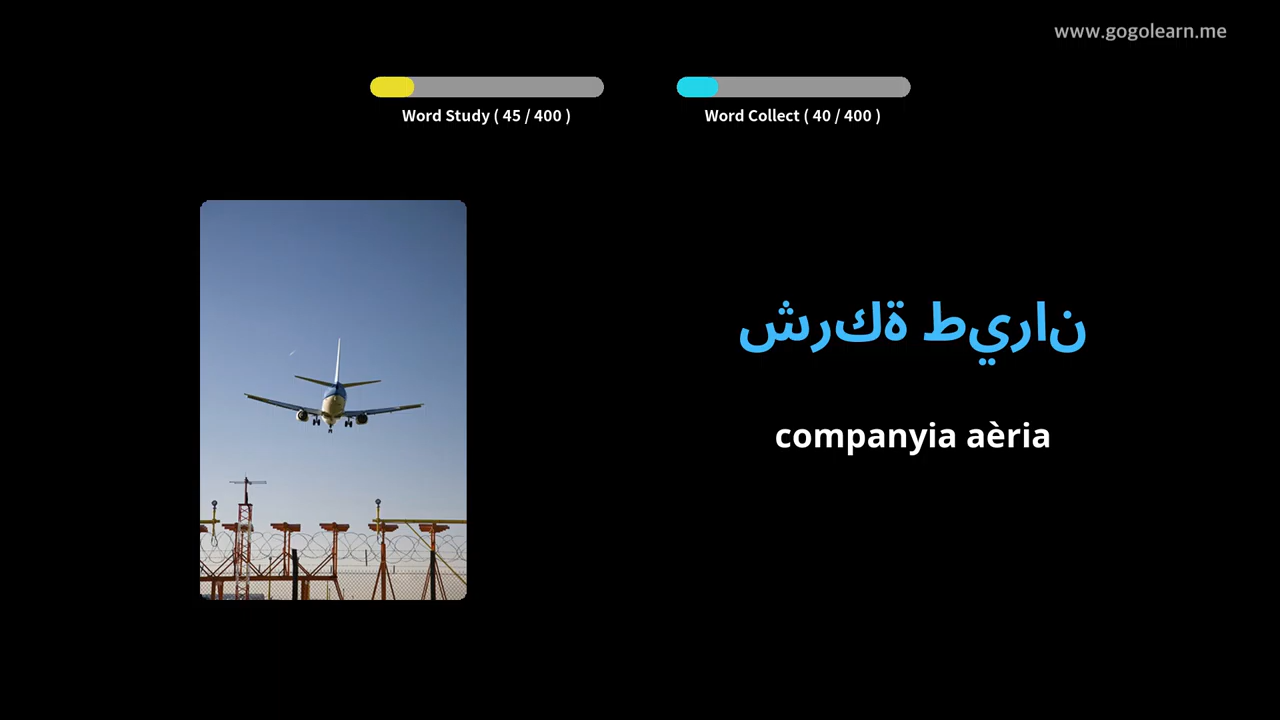 www.gogolearn.me
Word Study ( 45 / 400 )
Word Collect ( 40 / 400 )
شركة طيران
companyia aèria